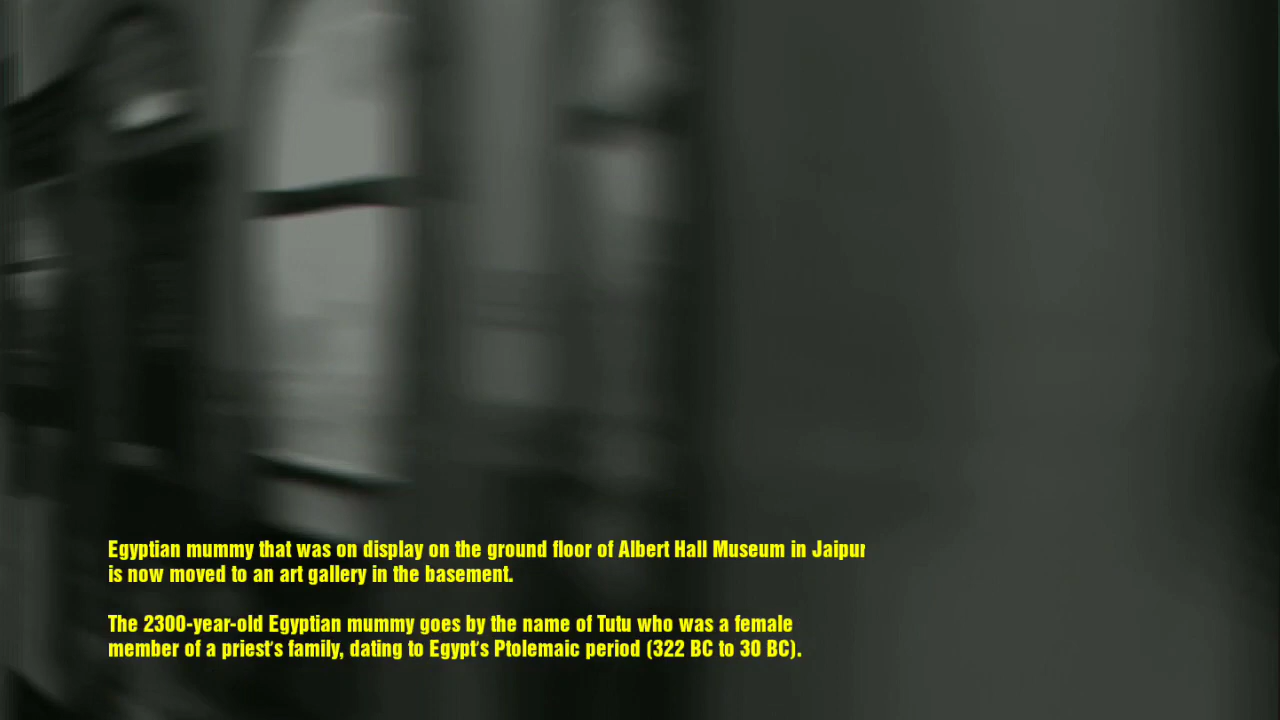 Egyptian mummy that was on display on the ground floor of Albert Hall Museum in Jaipur
is now moved to an art gallery in the basement.
The 2300-year-old Egyptian mummy goes by the name of Tutu who was a female
member of a priest's family, dating to Egypt's Ptolemaic period (322 BC to 30 BC).